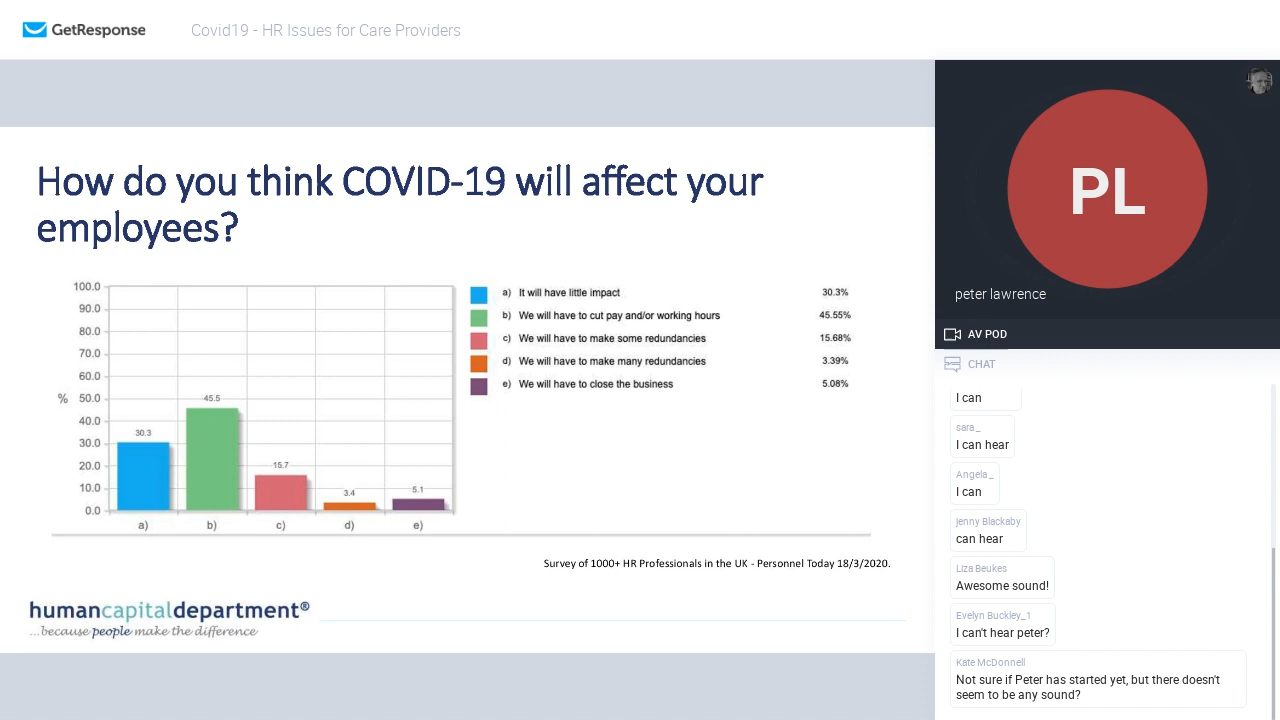 GetResponse
Covid19 - HR Issues for Care Providers
How do you think COVID-19 will affect your
employees?
100.0
90.0
80.0
70.0
60.0
% 50.0
40.0
30.0
20.0
10.0
0.0
30.3
45.5
15.7
3.4
5.1
a) b) c) d) e)
a) It will have little impact 30.3%
b) We will have to cut pay and/or working hours 45.55%
c) We will have to make some redundancies 15.68%
d) We will have to make many redundancies 3.39%
e) We will have to close the business 5.08%
Survey of 1000+ HR Professionals in the UK - Personnel Today 18/3/2020.
humancapitaldepartment®
...because people make the difference
PL
peter lawrence
AV POD
CHAT
I can
sara_
I can hear
Angela_
I can
jenny Blackaby
can hear
Liza Beukes
Awesome sound!
Evelyn Buckley_1
I can't hear peter?
Kate McDonnell
Not sure if Peter has started yet, but there doesn't
seem to be any sound?